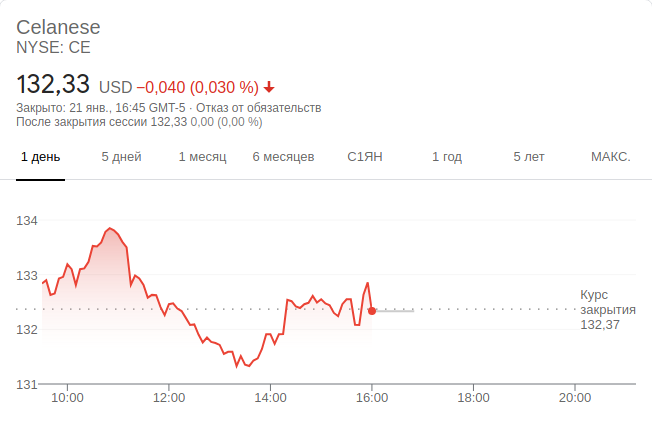 Celanese
NYSE: CE
132,33 USD −0,040 (0,030 %)
Закрыто: 21 янв., 16:45 GMT-5 · Отказ от обязательств
После закрытия сессии 132,33 0,00 (0,00 %)
1 день 5 дней 1 месяц 6 месяцев С1ЯН 1 год 5 лет МАКС.
134
133
Курс
закрытия
132,37
132
131
10:00 12:00 14:00 16:00 18:00 20:00